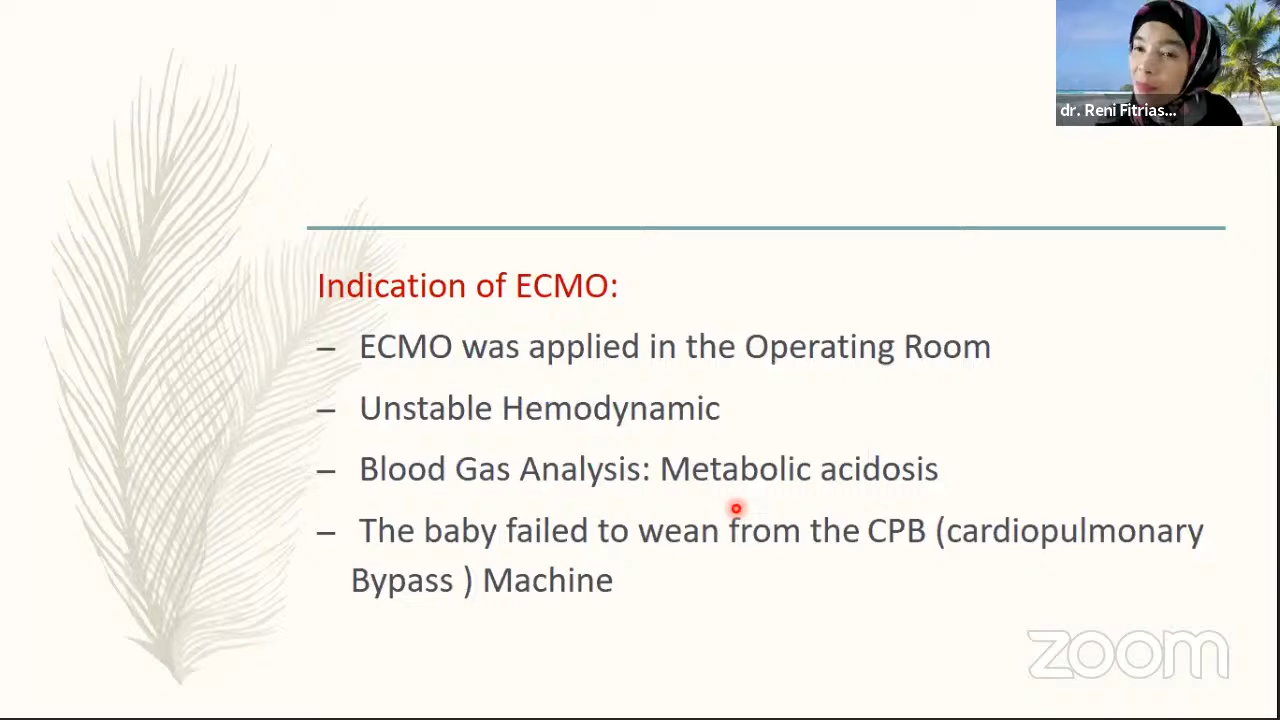 dr. Reni Fitrias...
Indication of ECMO:
– ECMO was applied in the Operating Room
– Unstable Hemodynamic
– Blood Gas Analysis: Metabolic acidosis
– The baby failed to wean from the CPB (cardiopulmonary
Bypass ) Machine
zoom